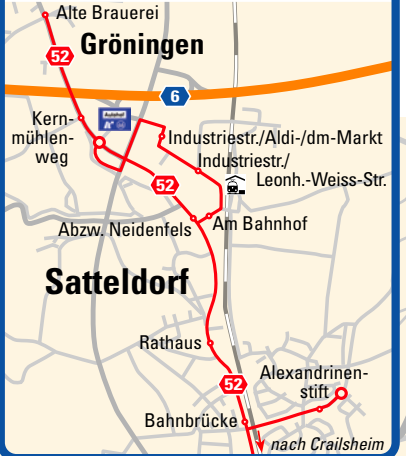 Alte Brauerei
52
Gröningen
6
Autohof
Kern-
mühlen-
weg
Industriestr./Aldi-/dm-Markt
Industriestr./
Leonh.-Weiss-Str.
52
Am Bahnhof
Abzw. Neidenfels
Satteldorf
Rathaus
52
Alexandrinen-
stift
Bahnbrücke
nach Crailsheim